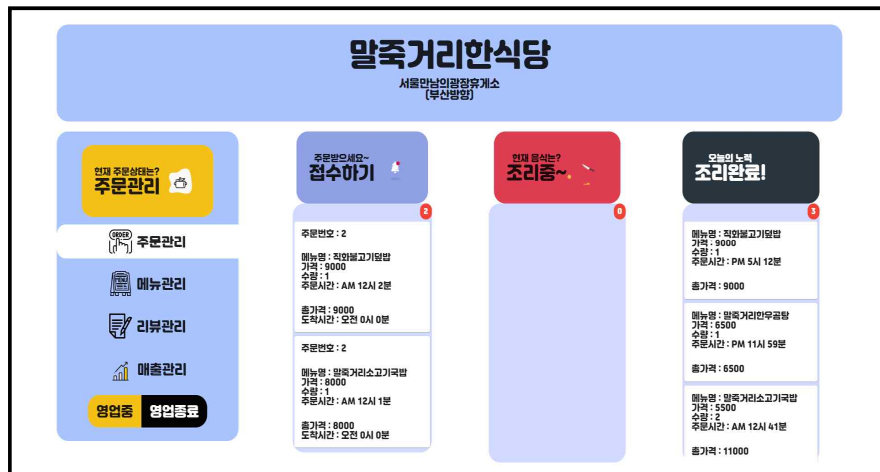 말죽거리한식당
서울만남의광장휴게소
(부산방향)
현재 주문상태는?
주문관리
ORDER
주문관리
MENU
메뉴관리
리뷰관리
매출관리
영업중 영업종료
주문받으세요~
접수하기
2
주문번호 : 2
메뉴명 : 직화불고기덮밥
가격 : 9000
수량 : 1
주문시간 : AM 12시 2분
총가격 : 9000
도착시간 : 오전 0시 0분
주문번호 : 2
메뉴명 : 말죽거리소고기국밥
가격 : 8000
수량 : 1
주문시간 : AM 12시 1분
총가격 : 8000
도착시간 : 오전 0시 0분
현재 음식는?
조리중~
0
오늘의 노력
조리완료!
3
메뉴명 : 직화불고기덮밥
가격 : 9000
수량 : 1
주문시간 : PM 5시 12분
총가격 : 9000
메뉴명 : 말죽거리한우곰탕
가격 : 6500
수량 : 1
주문시간 : PM 11시 59분
총가격 : 6500
메뉴명 : 말죽거리소고기국밥
가격 : 5500
수량 : 2
주문시간 : AM 12시 41분
총가격 : 11000